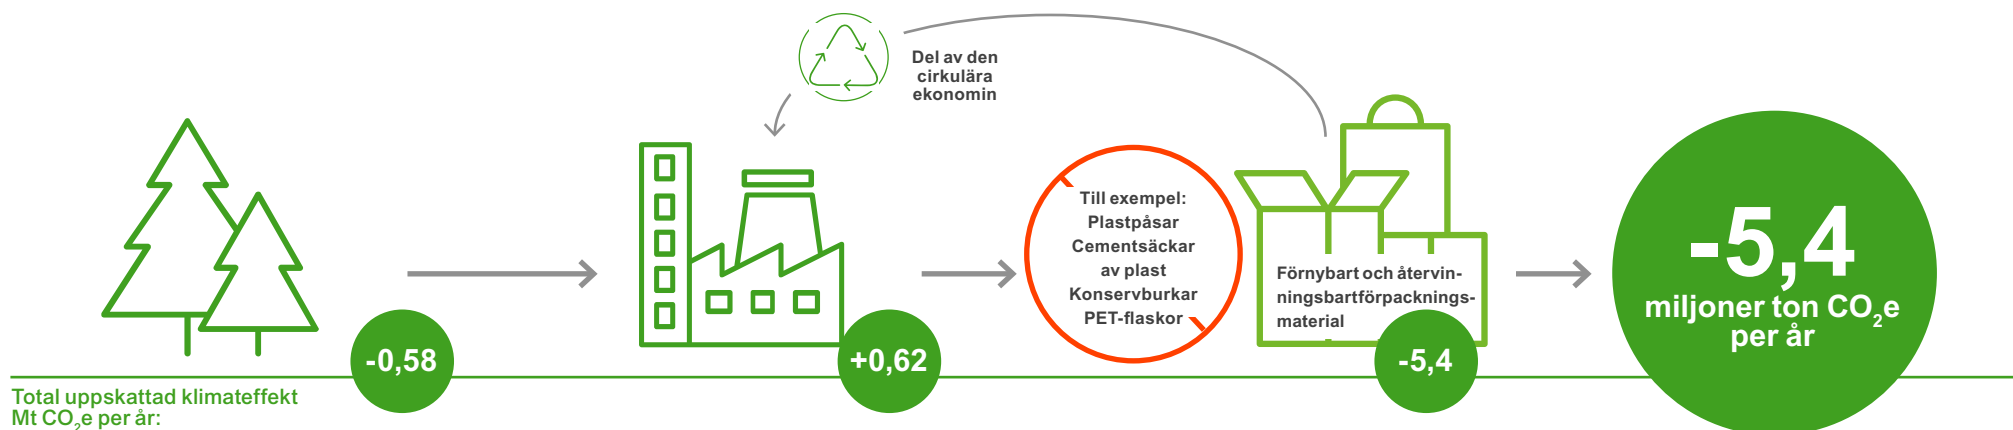 Del av den
cirkulära
ekonomin
Till exempel:
Plastpåsar
Cementsäckar
av plast
Konservburkar
PET-flaskor
Förnybart och återvin-
ningsbartförpacknings-
material
-5,4
miljoner ton CO₂e
per år
-0,58
+0,62
-5,4
Total uppskattad klimateffekt
Mt CO₂e per år: